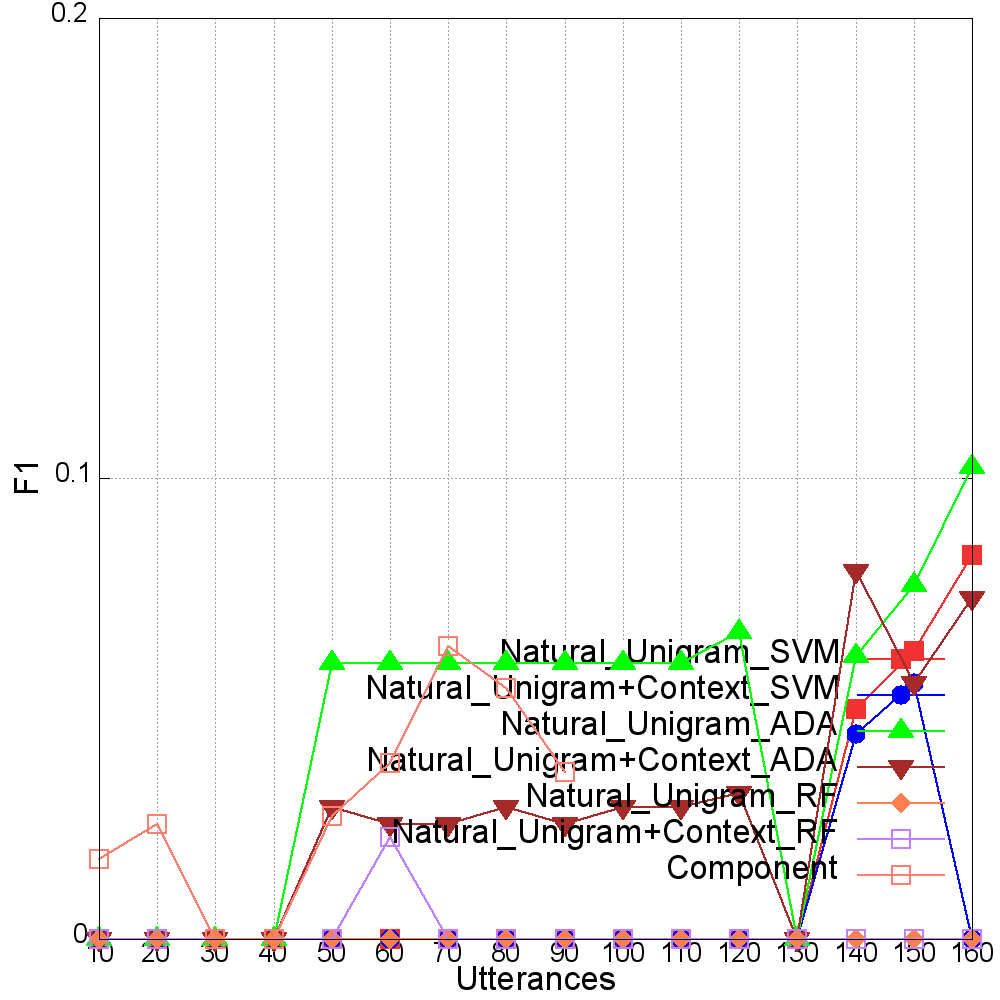 0.2
0.1
0
F1
Natural_Unigram_SVM
Natural_Unigram+Context_SVM
Natural_Unigram_ADA
Natural_Unigram+Context_ADA
Natural_Unigram_RF
Natural_Unigram+Context_RF
Component
10 20 30 40 50 60 70 80 90 100 110 120 130 140 150 160
Utterances